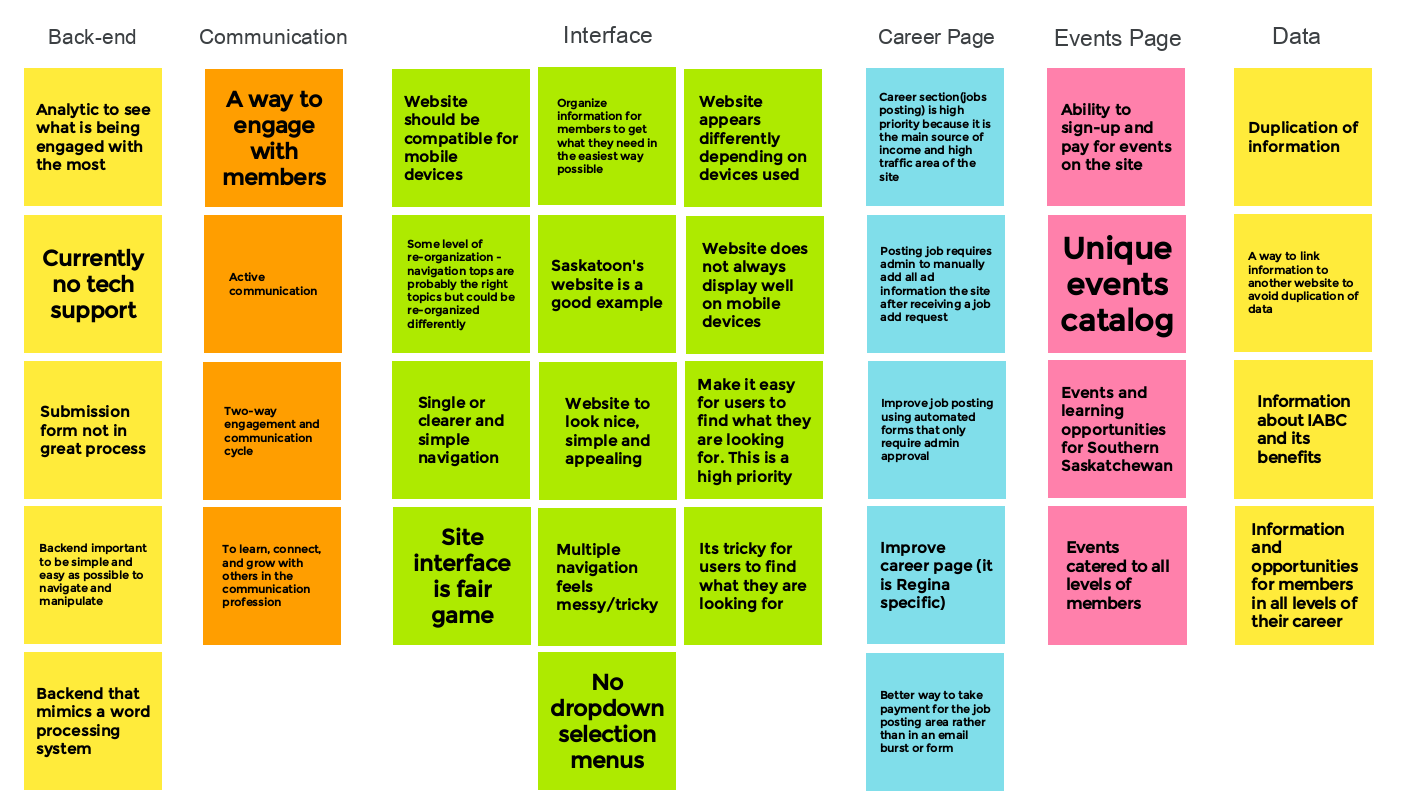 Back-end
Analytic to see
what is being
engaged with
the most
Currently
no tech
support
Submission
form not in
great process
Backend important
to be simple and
easy as possible to
navigate and
manipulate
Backend that
mimics a word
processing
system
Communication
A way to
engage
with
members
Active
communication
Two-way
engagement and
communication
cycle
To learn, connect,
and grow with
others in the
communication
profession
Interface
Website
should be
compatible for
mobile
devices
Organize
information for
members to get
what they need in
the easiest way
possible
Website
appears
differently
depending on
devices used
Some level of
re-organization -
navigation tops are
probably the right
topics but could be
re-organized
differently
Saskatoon's
website is a
good example
Website does
not always
display well
on mobile
devices
Single or
clearer and
simple
navigation
Website to
look nice,
simple and
appealing
Make it easy
for users to
find what they
are looking
for. This is a
high priority
Site
interface
is fair
game
Multiple
navigation
feels
messy/tricky
Its tricky for
users to find
what they are
looking for
No
dropdown
selection
menus
Career Page
Career section(jobs
posting) is high
priority because it is
the main source of
income and high
traffic area of the
site
Posting job requires
admin to manually
add all ad
information the site
after receiving a job
add request
Improve job posting
using automated
forms that only
require admin
approval
Improve
career page (it
is Regina
specific)
Better way to take
payment for the job
posting area rather
than in an email
burst or form
Events Page
Ability to
sign-up and
pay for events
on the site
Unique
events
catalog
Events and
learning
opportunities
for Southern
Saskatchewan
Events
catered to all
levels of
members
Data
Duplication of
information
A way to link
information to
another website to
avoid duplication of
data
Information
about IABC
and its
benefits
Information
and
opportunities
for members
in all levels of
their career